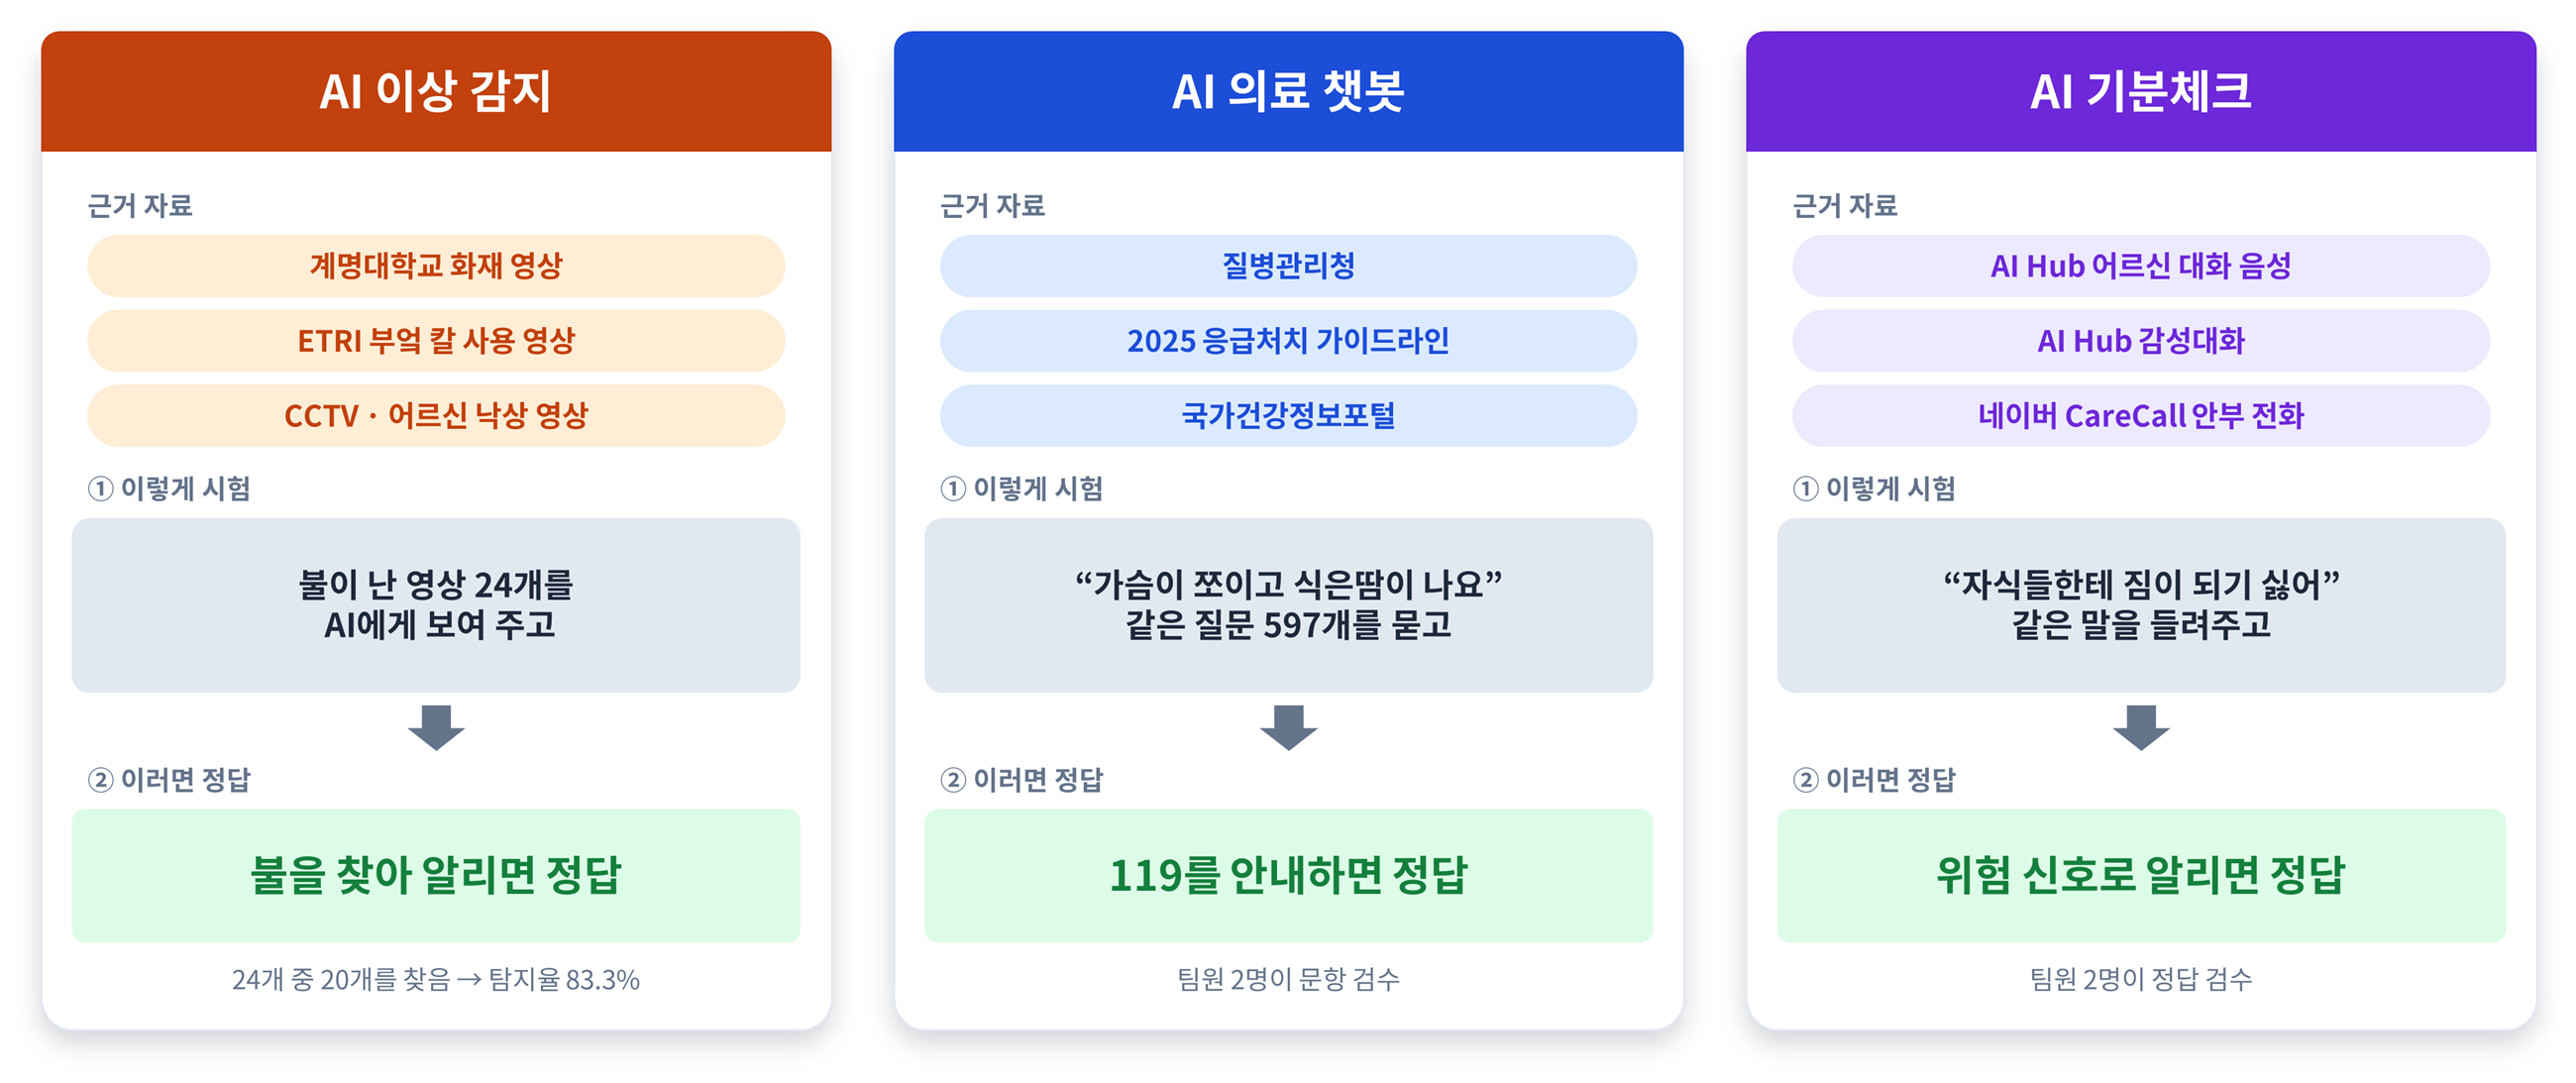 AI 이상 감지
근거 자료
계명대학교 화재 영상
ETRI 부엌 칼 사용 영상
CCTV · 어르신 낙상 영상
① 이렇게 시험
불이 난 영상 24개를
AI에게 보여 주고
② 이러면 정답
불을 찾아 알리면 정답
24개 중 20개를 찾음 → 탐지율 83.3%
AI 의료 챗봇
근거 자료
질병관리청
2025 응급처치 가이드라인
국가건강정보포털
① 이렇게 시험
“가슴이 쪼이고 식은땀이 나요”
같은 질문 597개를 묻고
② 이러면 정답
119를 안내하면 정답
팀원 2명이 문항 검수
AI 기분체크
근거 자료
AI Hub 어르신 대화 음성
AI Hub 감성대화
네이버 CareCall 안부 전화
① 이렇게 시험
“자식들한테 짐이 되기 싫어”
같은 말을 들려주고
② 이러면 정답
위험 신호로 알리면 정답
팀원 2명이 정답 검수